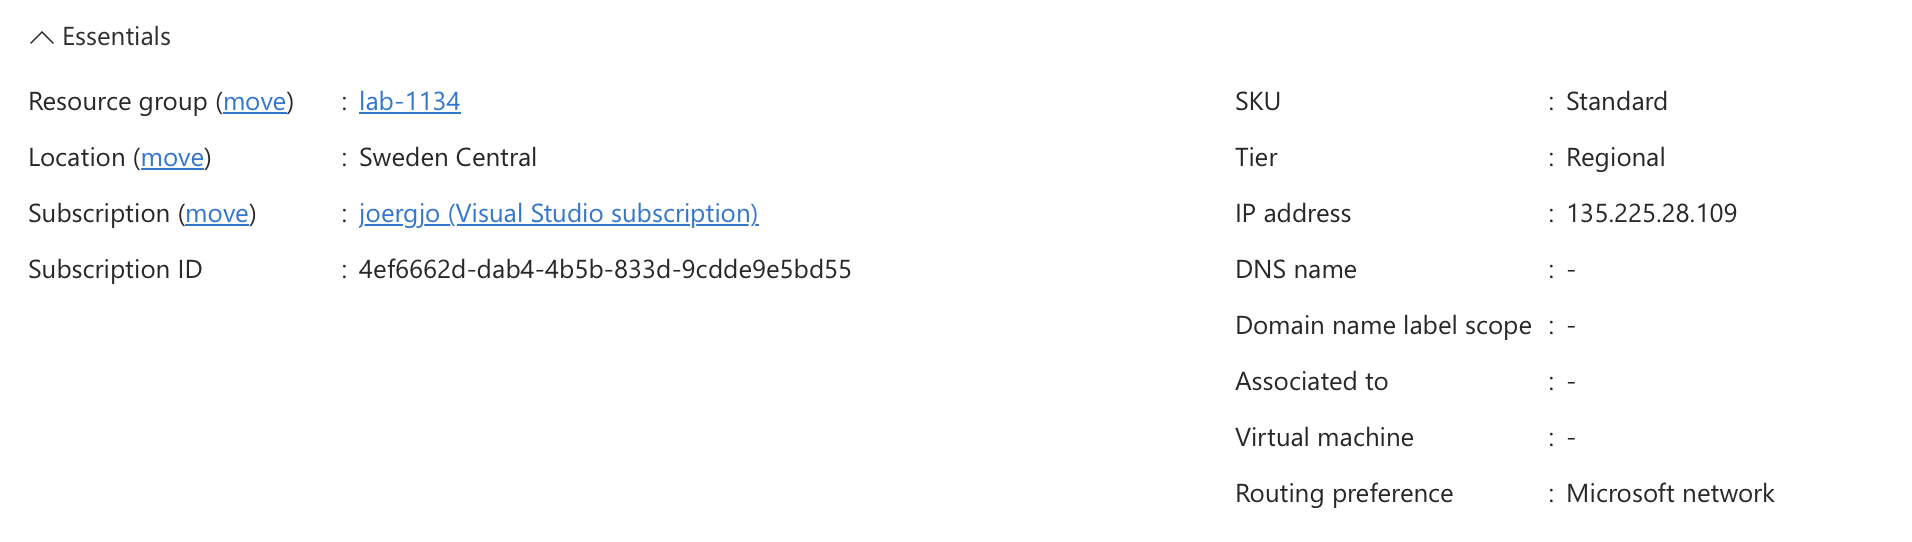 Essentials
Resource group (move) : lab-1134
Location (move) : Sweden Central
Subscription (move) : joergjo (Visual Studio subscription)
Subscription ID : 4ef6662d-dab4-4b5b-833d-9cdde9e5bd55
SKU : Standard
Tier : Regional
IP address : 135.225.28.109
DNS name : -
Domain name label scope : -
Associated to : -
Virtual machine : -
Routing preference : Microsoft network